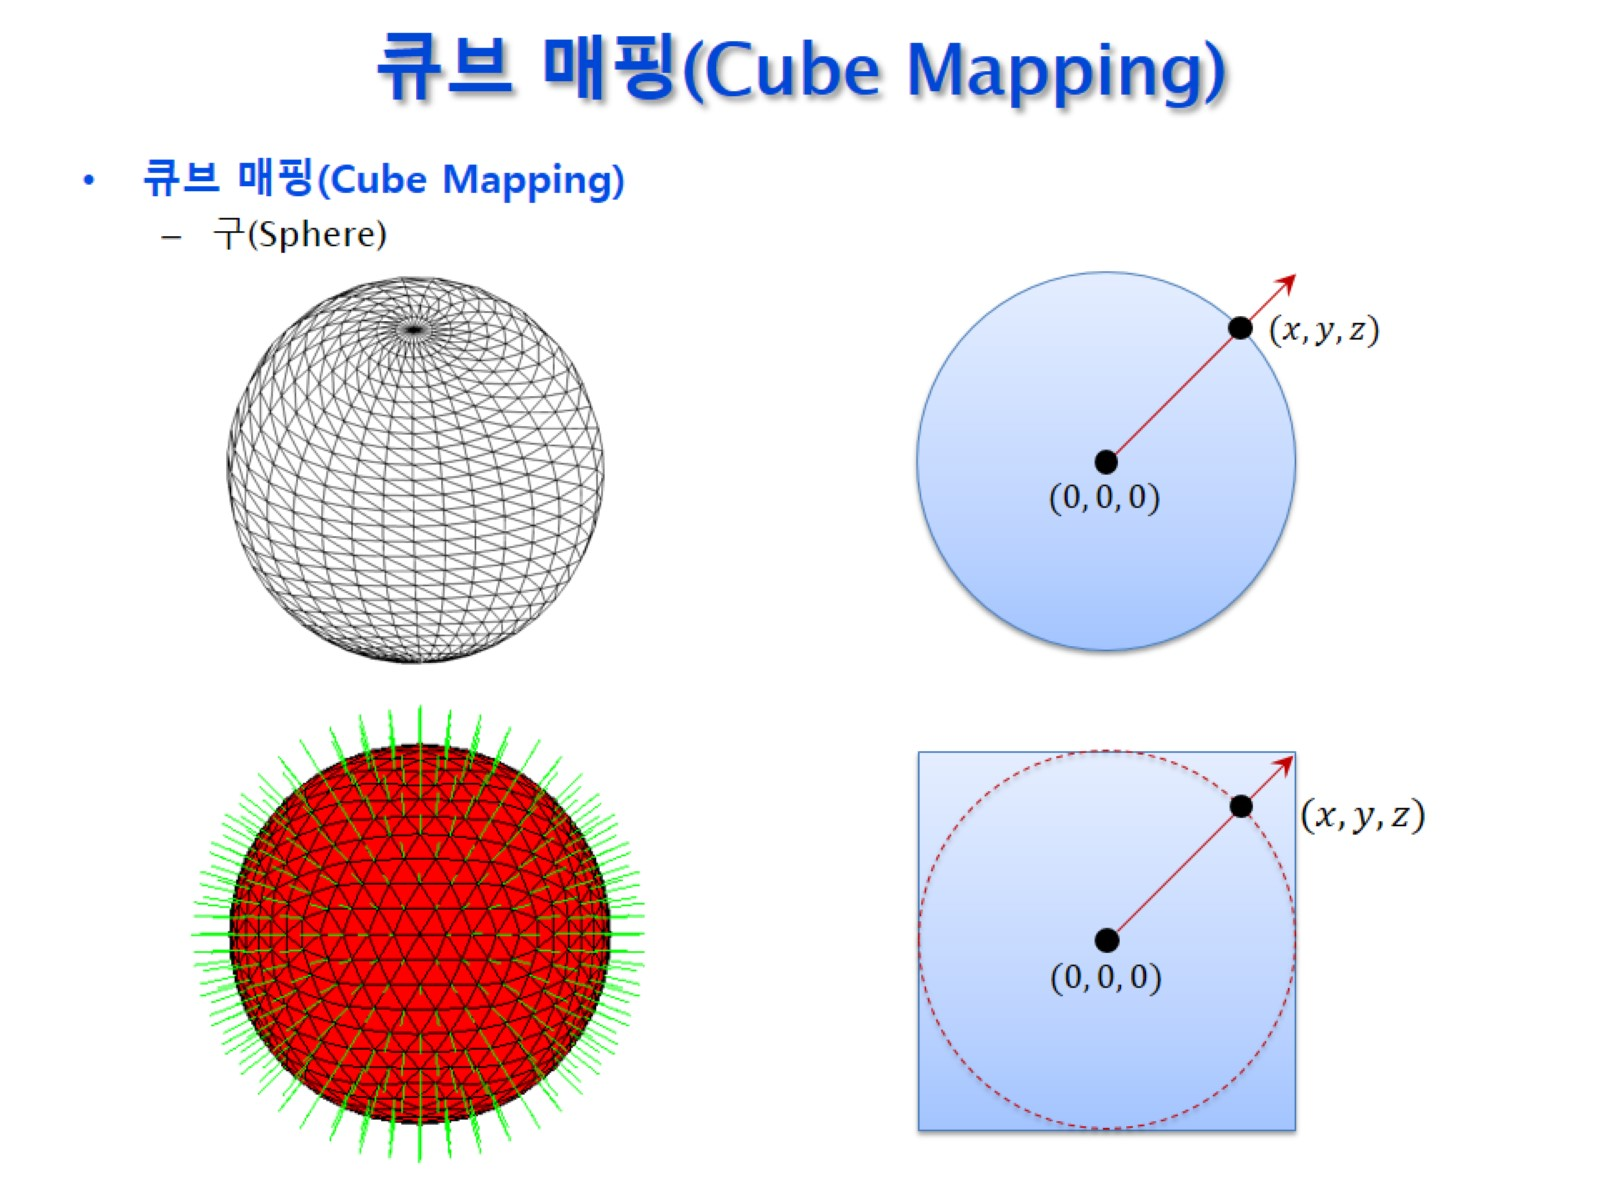 큐브 매핑(Cube Mapping)
• 큐브 매핑(Cube Mapping)
– 구(Sphere)
(x, y, z)
(0, 0, 0)
(x, y, z)
(0, 0, 0)